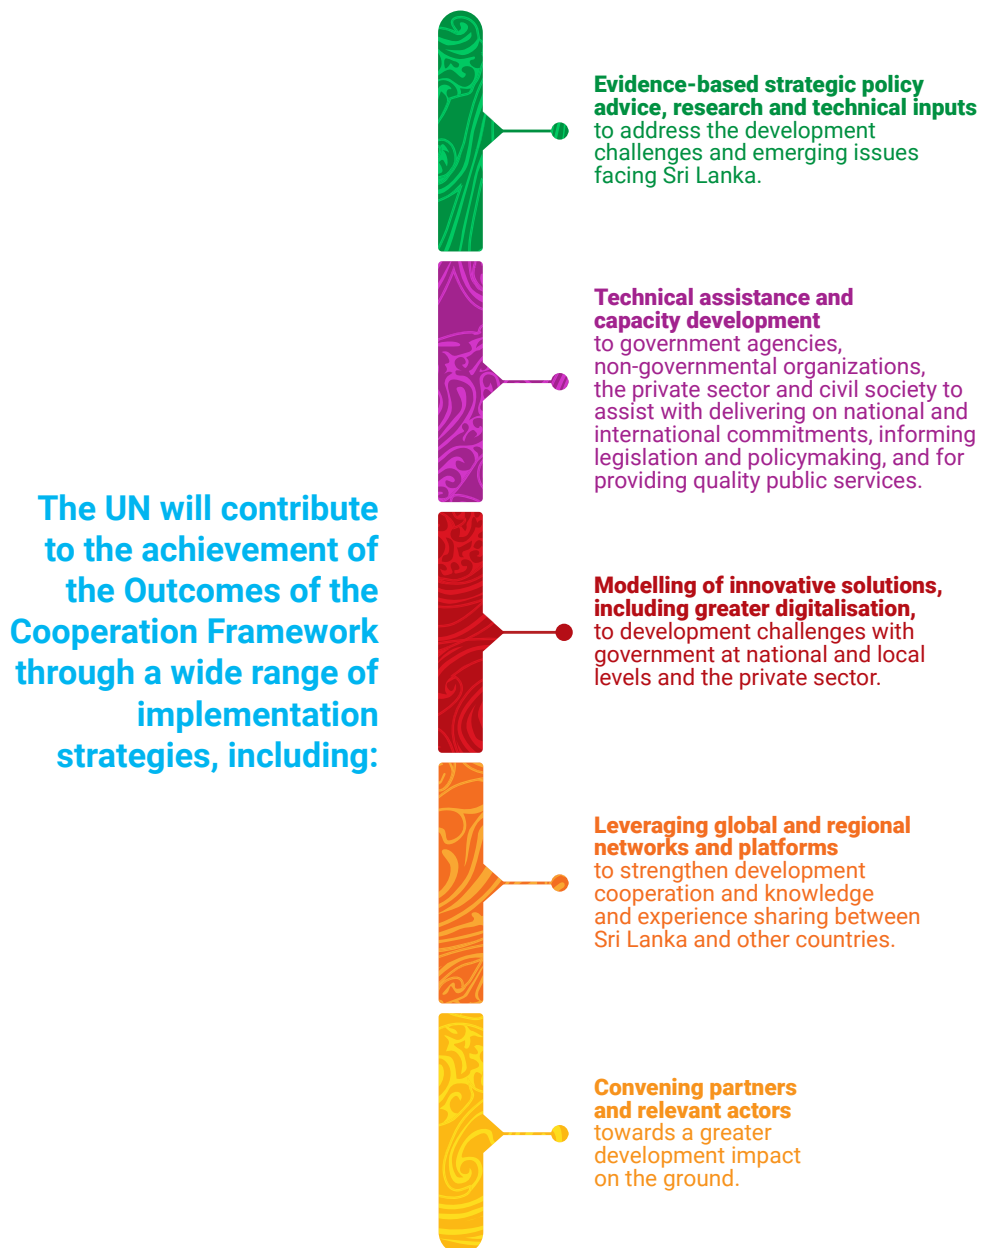 The UN will contribute
to the achievement of
the Outcomes of the
Cooperation Framework
through a wide range of
implementation
strategies, including:
Evidence-based strategic policy
advice, research and technical inputs
to address the development
challenges and emerging issues
facing Sri Lanka.
Technical assistance and
capacity development
to government agencies,
non-governmental organizations,
the private sector and civil society to
assist with delivering on national and
international commitments, informing
legislation and policymaking, and for
providing quality public services.
Modelling of innovative solutions,
including greater digitalisation,
to development challenges with
government at national and local
levels and the private sector.
Leveraging global and regional
networks and platforms
to strengthen development
cooperation and knowledge
and experience sharing between
Sri Lanka and other countries.
Convening partners
and relevant actors
towards a greater
development impact
on the ground.